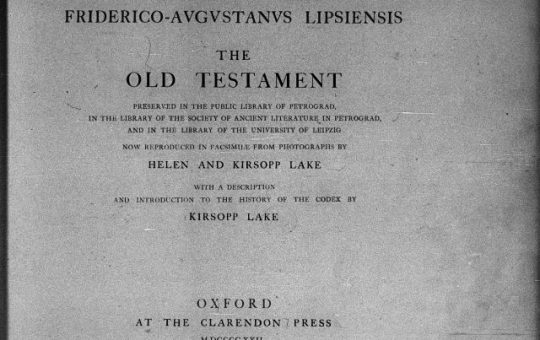 FRIDERICO-AVGVSTANVS LIPSIENSIS
THE
OLD TESTAMENT
PRESERVED IN THE PUBLIC LIBRARY OF PETROGRAD,
IN THE LIBRARY OF THE SOCIETY OF ANCIENT LITERATURE IN PETROGRAD,
AND IN THE LIBRARY OF THE UNIVERSITY OF LEIPZIG
NOW REPRODUCED IN FACSIMILE FROM PHOTOGRAPHS BY
HELEN AND KIRSOPP LAKE
WITH A DESCRIPTION
AND INTRODUCTION TO THE HISTORY OF THE CODEX BY
KIRSOPP LAKE
OXFORD
AT THE CLARENDON PRESS